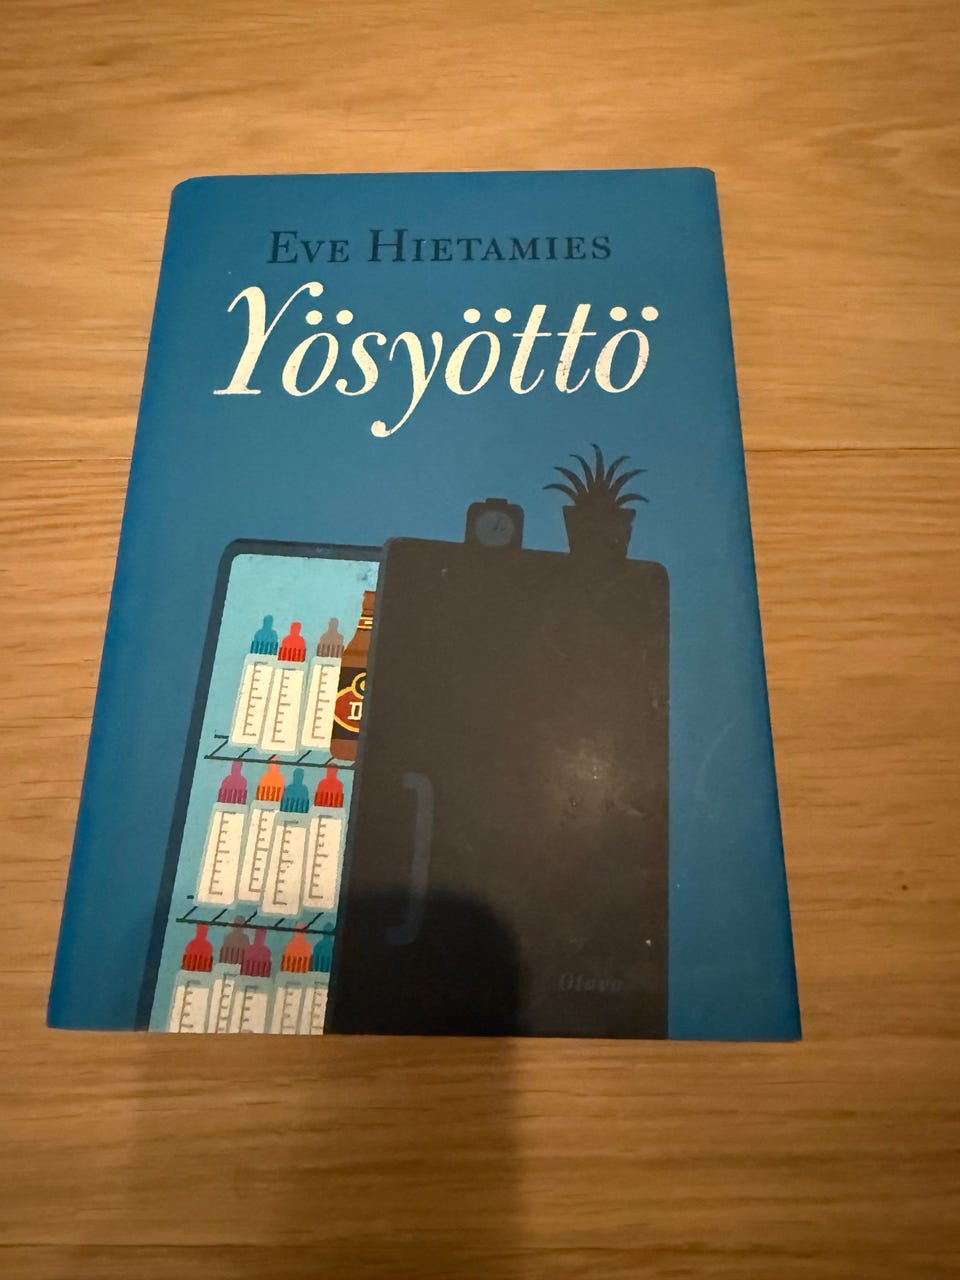 EVE HIETAMIES
Yösyöttö
Otava